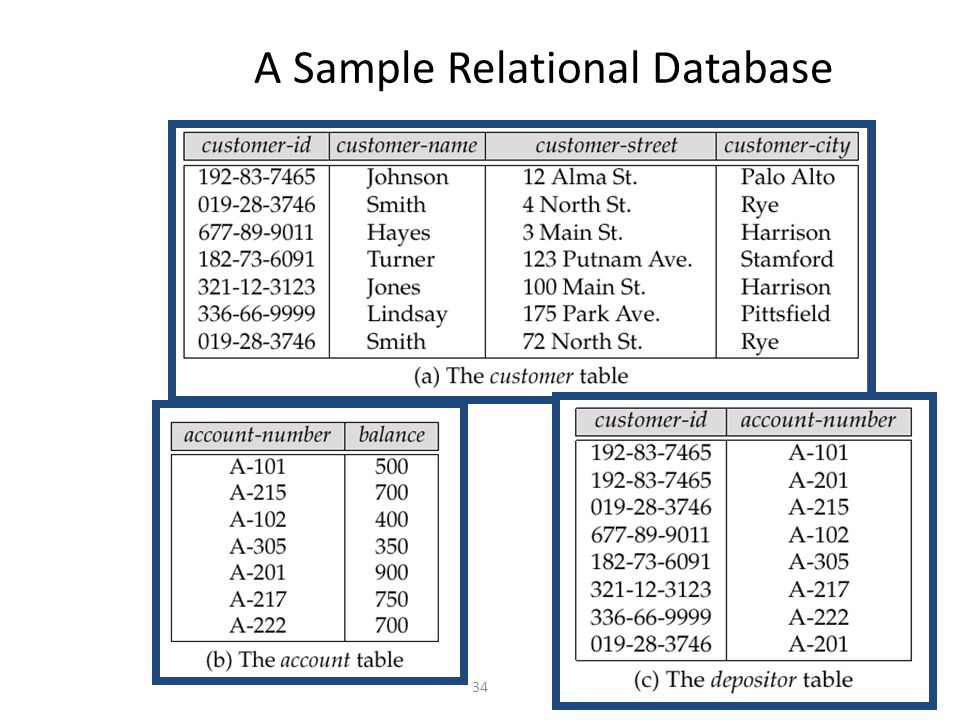 A Sample Relational Database
customer-id customer-name customer-street customer-city
192-83-7465 Johnson 12 Alma St. Palo Alto
019-28-3746 Smith 4 North St. Rye
677-89-9011 Hayes 3 Main St. Harrison
182-73-6091 Turner 123 Putnam Ave. Stamford
321-12-3123 Jones 100 Main St. Harrison
336-66-9999 Lindsay 175 Park Ave. Pittsfield
019-28-3746 Smith 72 North St. Rye
(a) The customer table
account-number balance
A-101 500
A-215 700
A-102 400
A-305 350
A-201 900
A-217 750
A-222 700
(b) The account table
customer-id account-number
192-83-7465 A-101
192-83-7465 A-201
019-28-3746 A-215
677-89-9011 A-102
182-73-6091 A-305
321-12-3123 A-217
336-66-9999 A-222
019-28-3746 A-201
(c) The depositor table
34